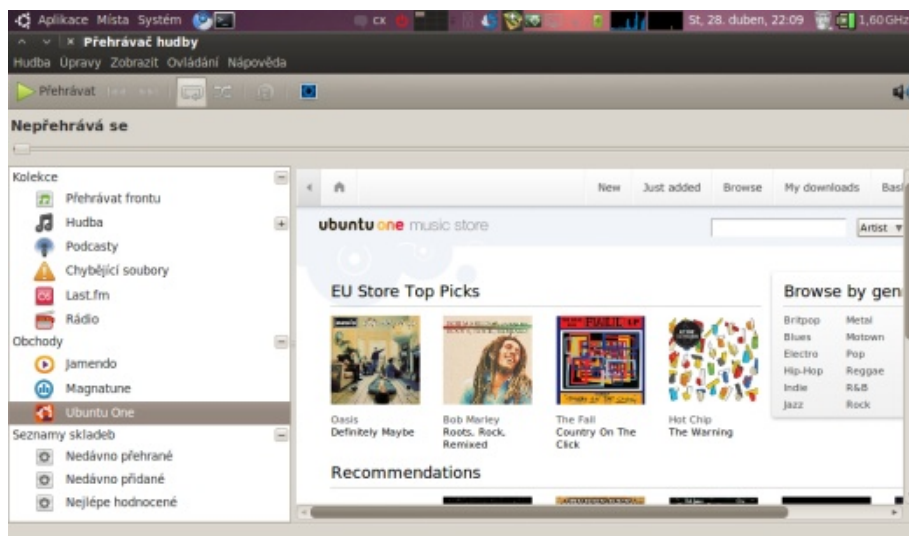 Aplikace Místa Systém
CX
St, 28. duben, 22:09
1,60 GHz
Přehrávač hudby
Hudba Úpravy Zobrazit Ovládání Nápověda
Přehrávat
Nepřehrává se
Kolekce
Přehrávat frontu
Hudba
Podcasty
Chybějící soubory
Last.fm
Rádio
Obchody
Jamendo
Magnatune
Ubuntu One
Seznamy skladeb
Nedávno přehrané
Nedávno přidané
Nejlépe hodnocené
New Just added Browse My downloads Bas
ubuntu one music store
Artist
EU Store Top Picks
Oasis
Definitely Maybe
Bob Marley
Roots, Rock,
Remixed
The Fall
Country On The
Click
Hot Chip
The Warning
Browse by gen
Britpop Metal
Blues Motown
Electro Pop
Hip-Hop Reggae
Indie R&B
Jazz Rock
Recommendations